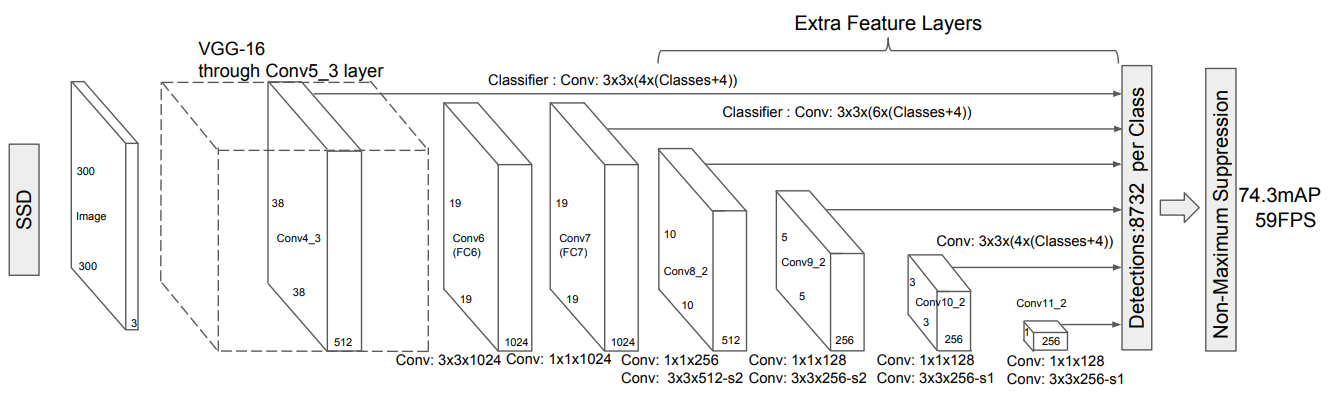 Extra Feature Layers
VGG-16
through Conv5_3 layer
Classifier : Conv: 3x3x(4x(Classes+4))
Classifier : Conv: 3x3x(6x(Classes+4))
SSD
300
Image
300
3
38
Conv4_3
38
512
19
Conv6
(FC6)
19
1024
19
Conv7
(FC7)
19
1024
10
Conv8_2
10
512
5
Conv9_2
5
256
Conv: 3x3x(4x(Classes+4))
3
Conv10_2
3
256
Conv11_2
1
256
Conv: 3x3x1024
Conv: 1x1x1024
Conv: 1x1x256
Conv: 3x3x512-s2
Conv: 1x1x128
Conv: 3x3x256-s2
Conv: 1x1x128
Conv: 3x3x256-s1
Conv: 1x1x128
Conv: 3x3x256-s1
Detections:8732 per Class
Non-Maximum Suppression
74.3mAP
59FPS